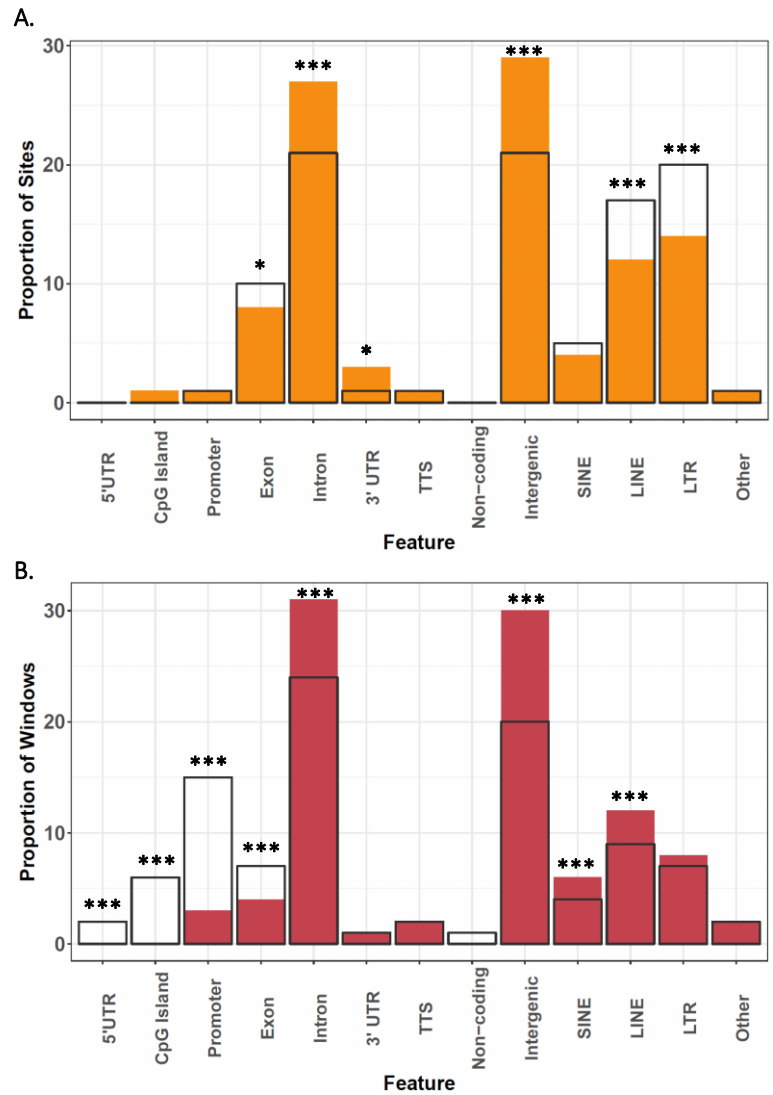 A.
Proportion of Sites
30
20
10
0
***
***
*
*
***
***
5'UTR
CpG Island
Promoter
Exon
Intron
3' UTR
TTS
Non−coding
Intergenic
SINE
LINE
LTR
Other
Feature
B.
Proportion of Windows
30
20
10
0
***
***
***
***
***
***
***
***
5'UTR
CpG Island
Promoter
Exon
Intron
3' UTR
TTS
Non−coding
Intergenic
SINE
LINE
LTR
Other
Feature